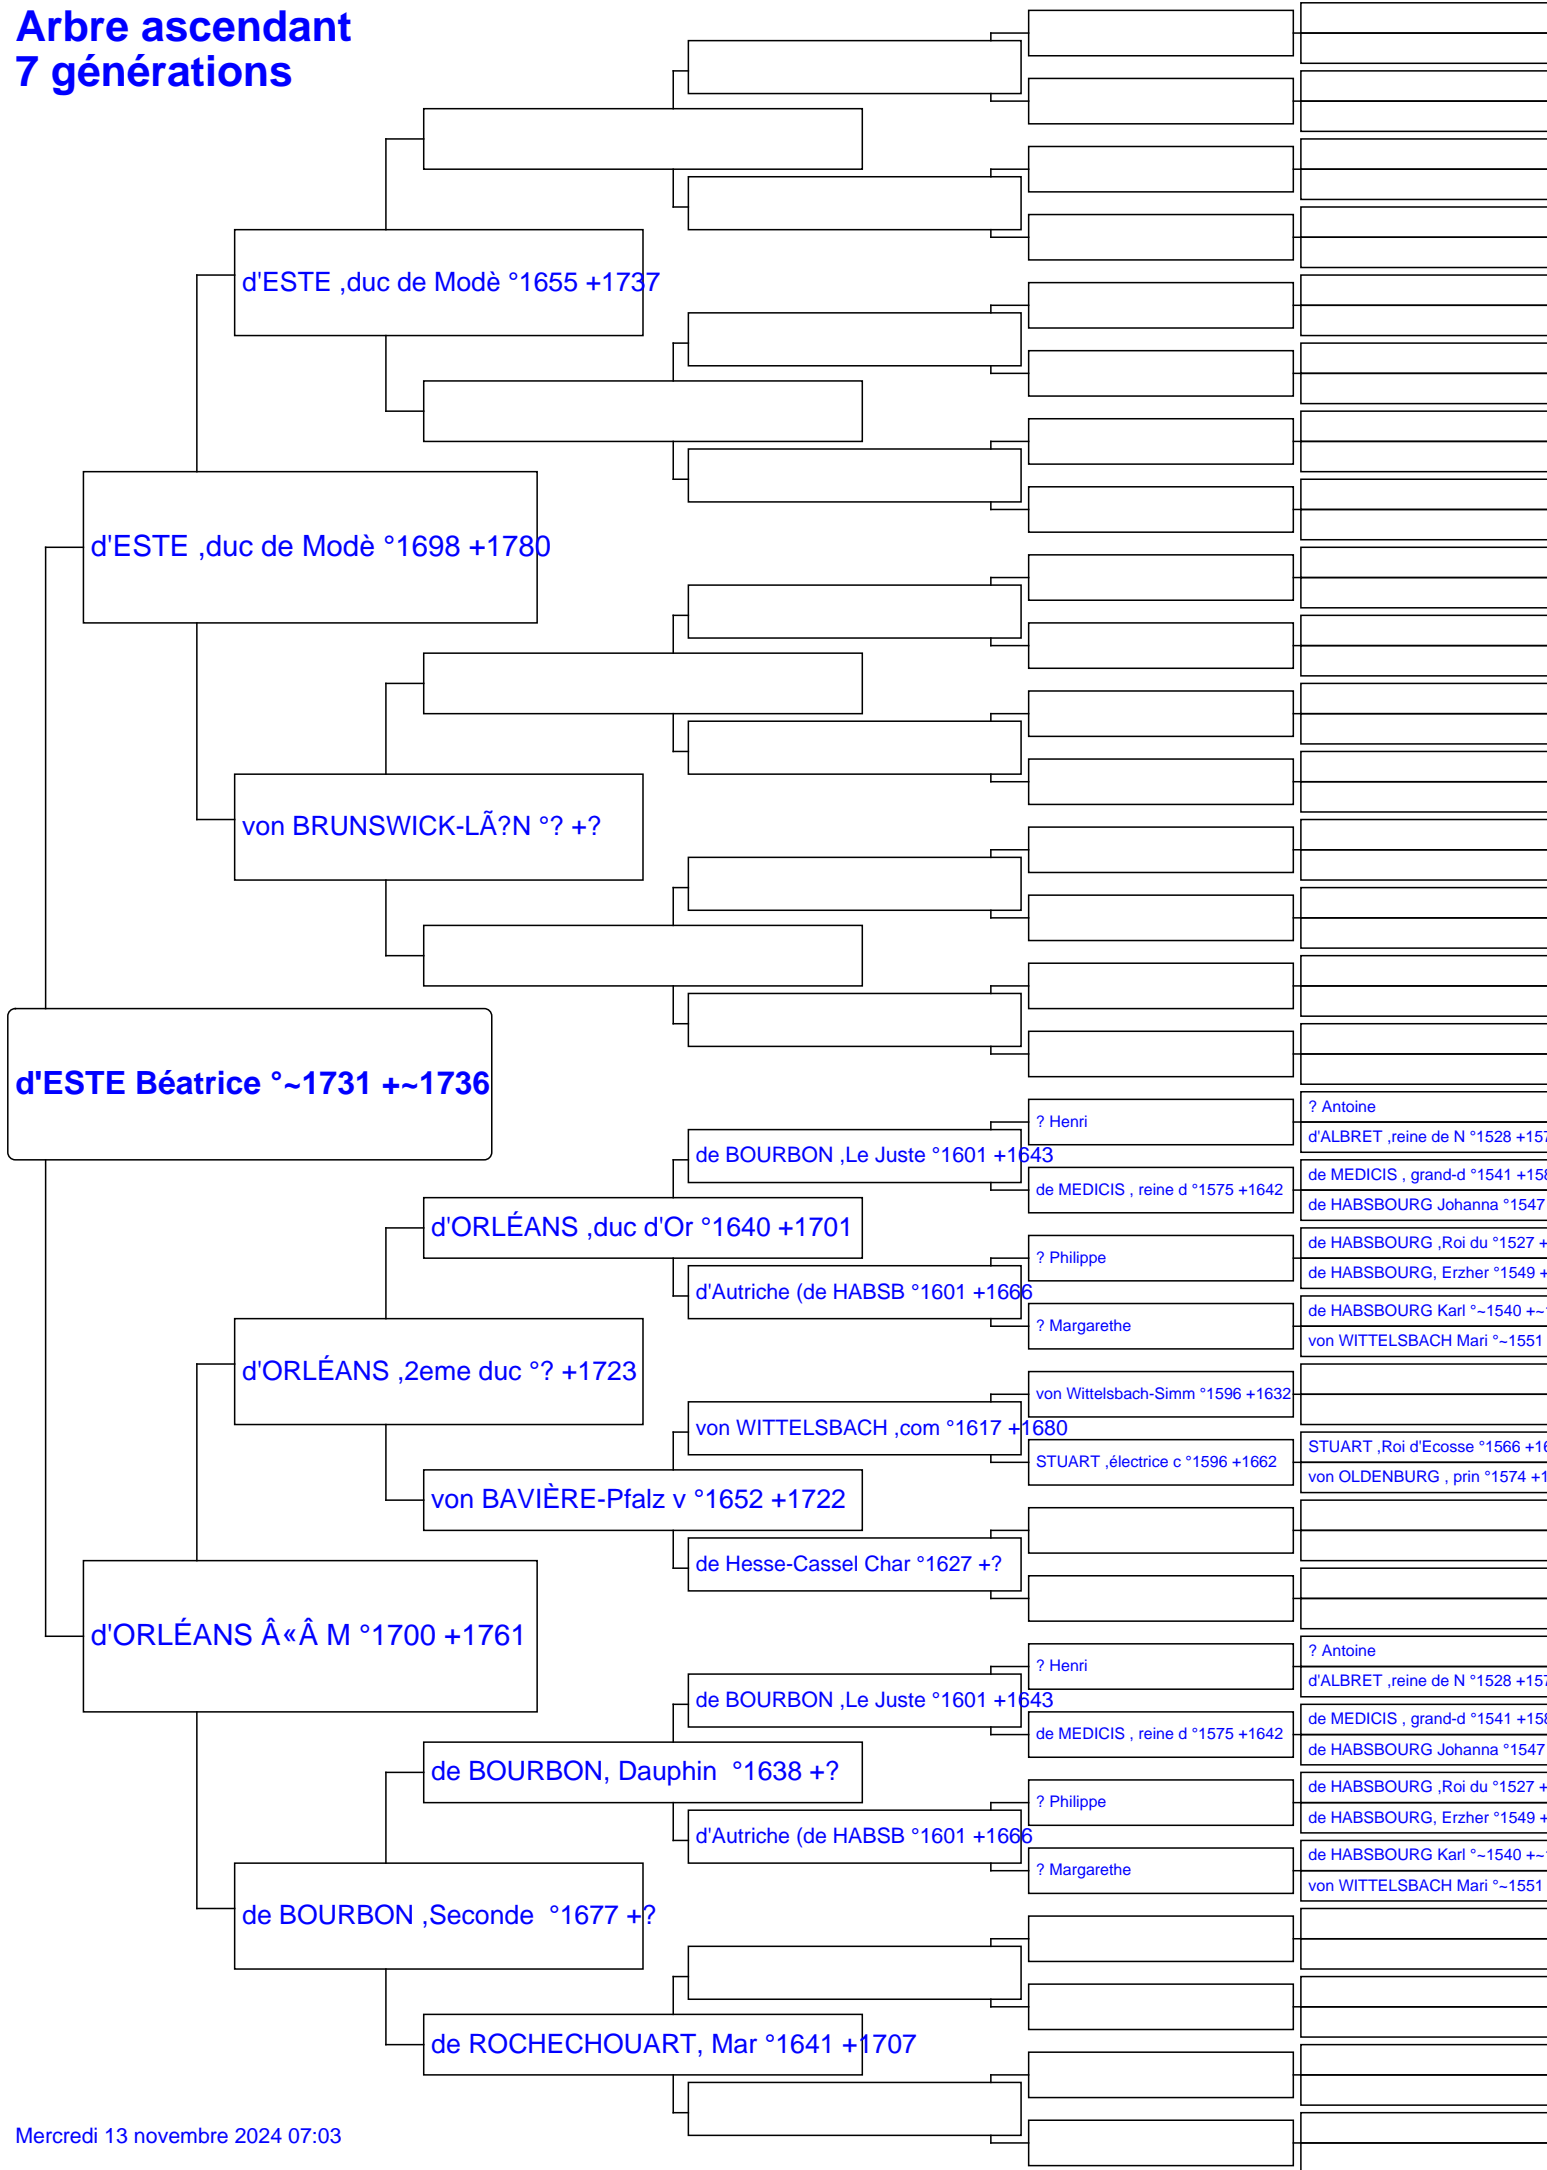 Arbre ascendant
7 générations
d'ESTE ,duc de Modè °1655 +1737
d'ESTE ,duc de Modè °1698 +1780
von BRUNSWICK-LÃ?N °? +?
d'ESTE Béatrice °~1731 +~1736
? Antoine
? Henri
d'ALBRET ,reine de N °1528 +157
de BOURBON ,Le Juste °1601 +1643
de MEDICIS , grand-d °1541 +158
de MEDICIS , reine d °1575 +1642
de HABSBOURG Johanna °1547
d'ORLÉANS ,duc d'Or °1640 +1701
de HABSBOURG ,Roi du °1527 +
? Philippe
de HABSBOURG, Erzher °1549 +
d'Autriche (de HABSB °1601 +1666
de HABSBOURG Karl °~1540 +~
? Margarethe
von WITTELSBACH Mari °~1551
d'ORLÉANS ,2eme duc °? +1723
von Wittelsbach-Simm °1596 +1632
von WITTELSBACH ,com °1617 +1680
STUART ,Roi d'Ecosse °1566 +16
STUART ,électrice c °1596 +1662
von OLDENBURG , prin °1574 +1
von BAVIÈRE-Pfalz v °1652 +1722
de Hesse-Cassel Char °1627 +?
d'ORLÉANS Â«Â M °1700 +1761
? Antoine
? Henri
d'ALBRET ,reine de N °1528 +157
de BOURBON ,Le Juste °1601 +1643
de MEDICIS , grand-d °1541 +158
de MEDICIS , reine d °1575 +1642
de HABSBOURG Johanna °1547
de BOURBON, Dauphin °1638 +?
de HABSBOURG ,Roi du °1527 +
? Philippe
de HABSBOURG, Erzher °1549 +
d'Autriche (de HABSB °1601 +1666
de HABSBOURG Karl °~1540 +~
? Margarethe
von WITTELSBACH Mari °~1551
de BOURBON ,Seconde °1677 +?
de ROCHECHOUART, Mar °1641 +1707
Mercredi 13 novembre 2024 07:03